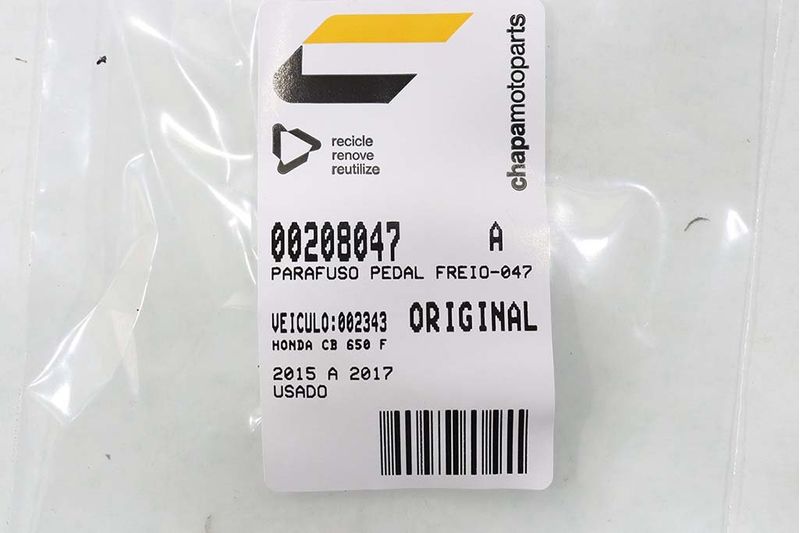 chapamotoparts
recicle
renove
reutilize
00208047 A
PARAFUSO PEDAL FREIO-047
VEICULO:002343 ORIGINAL
HONDA CB 650 F
2015 A 2017
USADO